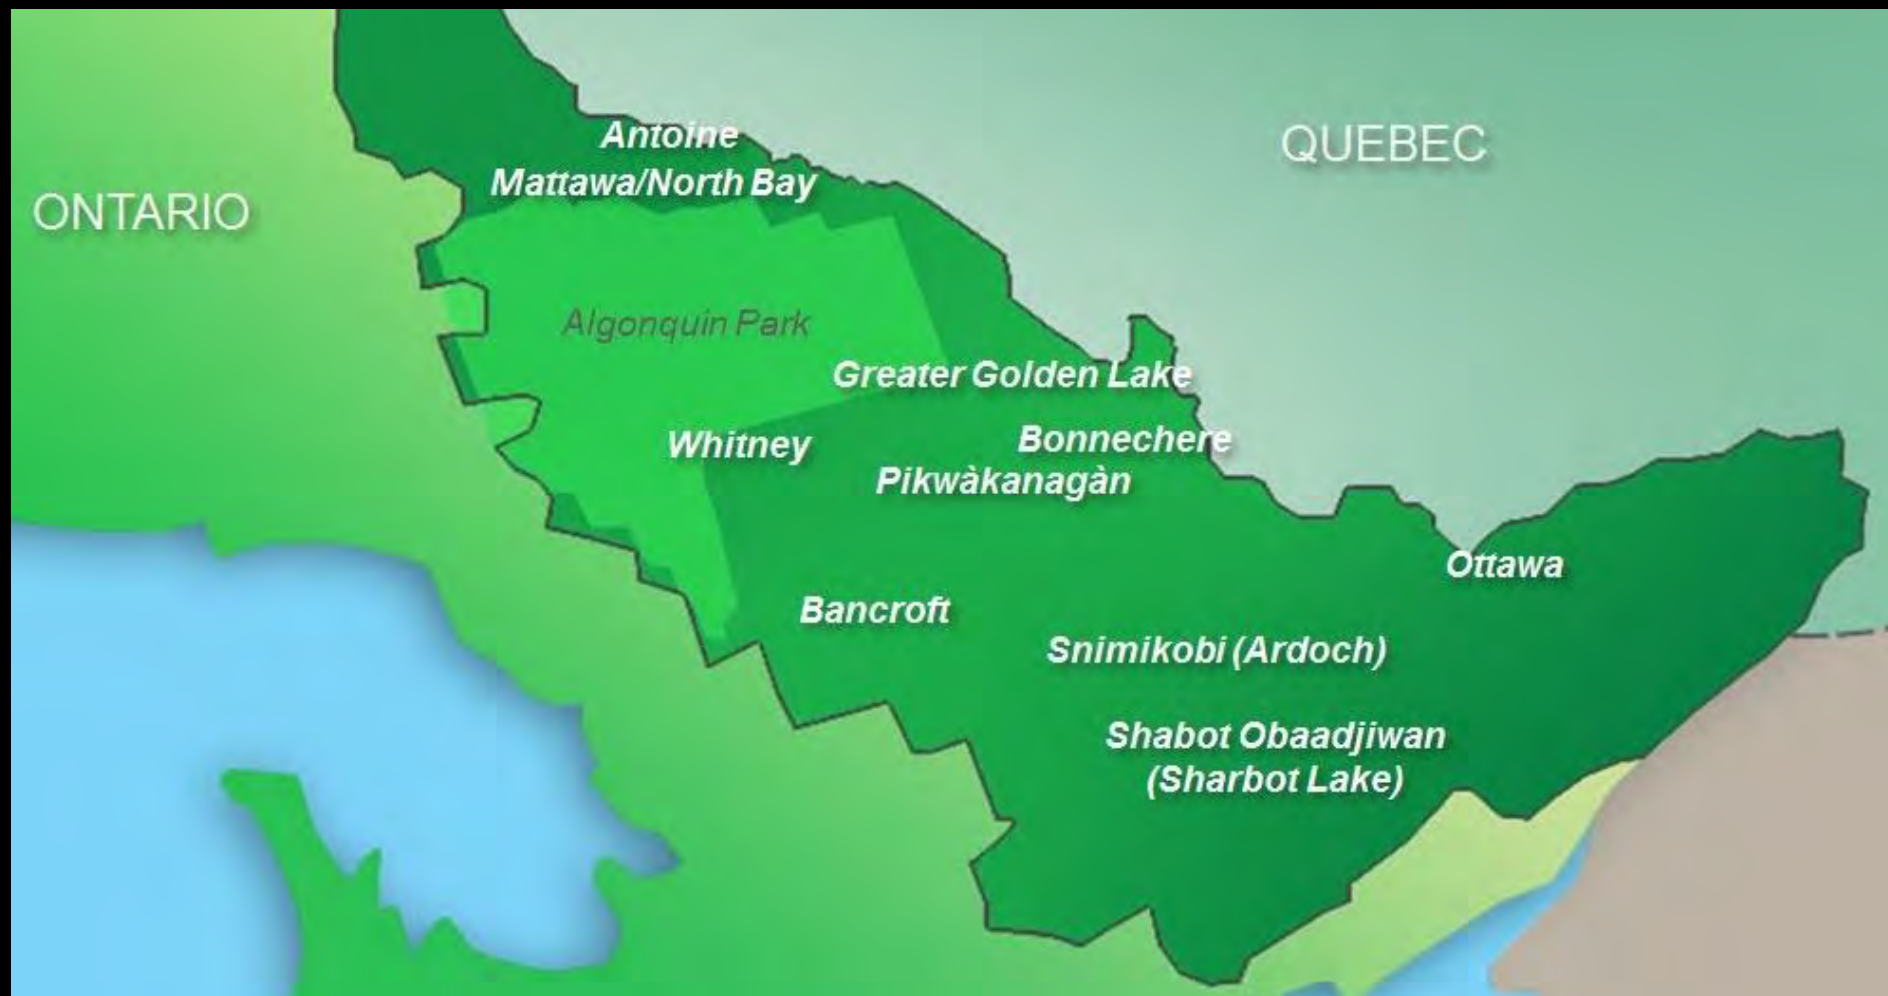 QUEBEC
ONTARIO
Antoine
Mattawa/North Bay
Algonquin Park
Greater Golden Lake
Whitney
Bonnechere
Pikwàkanagàn
Ottawa
Bancroft
Snimikobi (Ardoch)
Shabot Obaadjiwan
(Sharbot Lake)